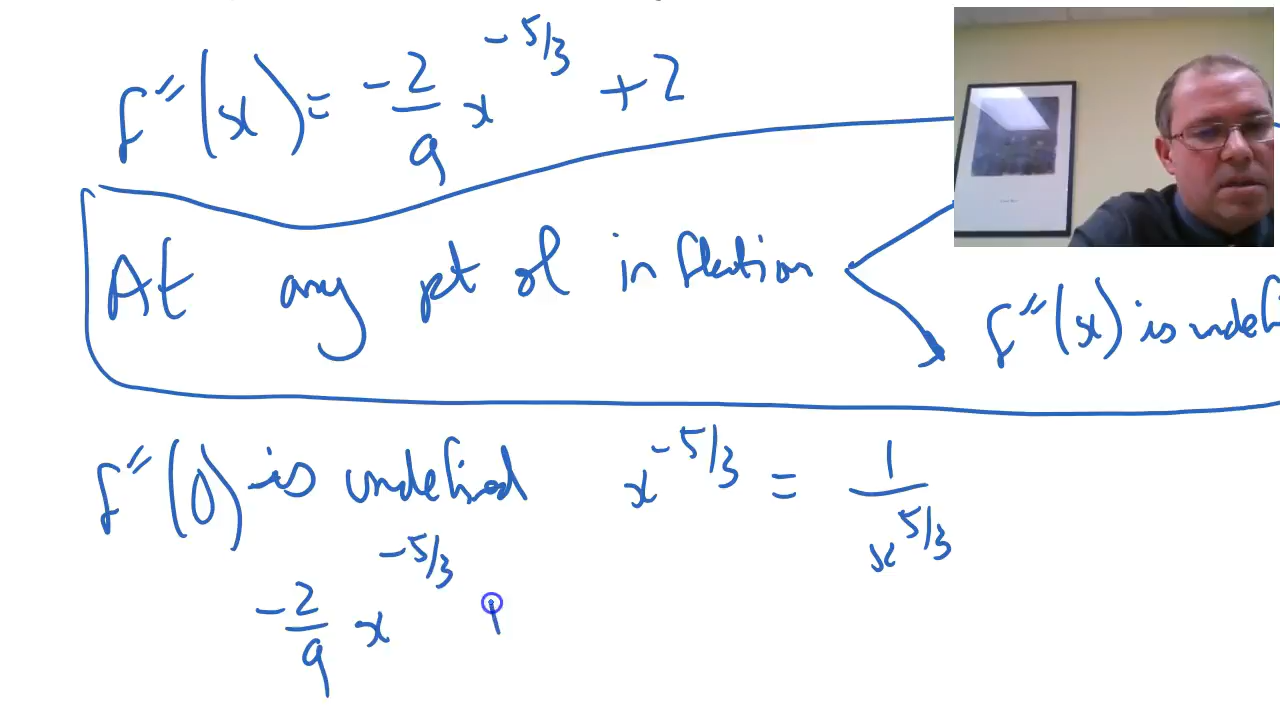 f''(x) = -2/9 x^-5/3 + 2
At any pt of inflection
f''(x) is undefi
f''(0) is undefined x^-5/3 = 1/x^5/3
-2/9 x^-5/3